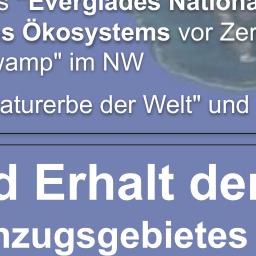 s "Everglades Nationa
s Ökosystems vor Zer
wamp" im NW
aturerbe der Welt" und
d Erhalt der
nzugsgebietes